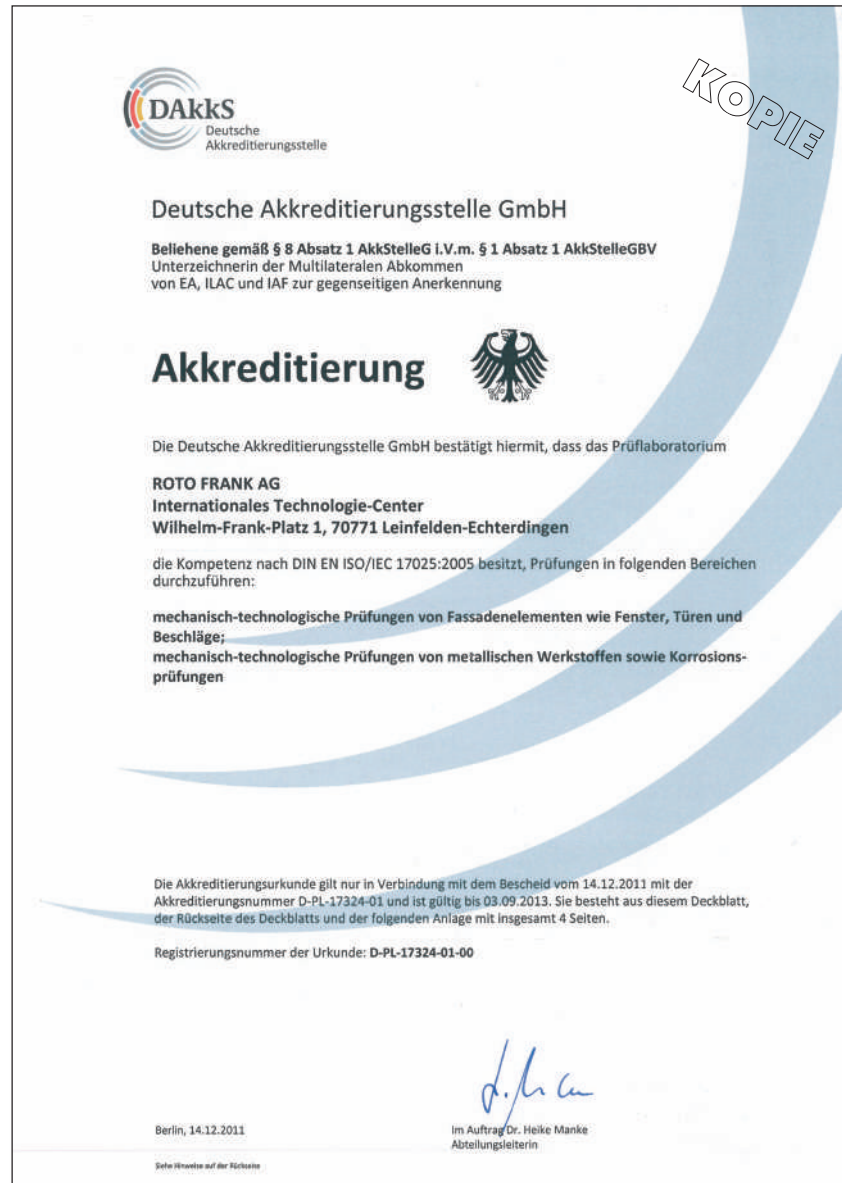 KOPIE
DAkkS
Deutsche
Akkreditierungsstelle
Deutsche Akkreditierungsstelle GmbH
Beliehene gemäß § 8 Absatz 1 AkkStelleG i.V.m. § 1 Absatz 1 AkkStelleGBV
Unterzeichnerin der Multilateralen Abkommen
von EA, ILAC und IAF zur gegenseitigen Anerkennung
Akkreditierung
Die Deutsche Akkreditierungsstelle GmbH bestätigt hiermit, dass das Prüflaboratorium
ROTO FRANK AG
Internationales Technologie-Center
Wilhelm-Frank-Platz 1, 70771 Leinfelden-Echterdingen
die Kompetenz nach DIN EN ISO/IEC 17025:2005 besitzt, Prüfungen in folgenden Bereichen
durchzuführen:
mechanisch-technologische Prüfungen von Fassadenelementen wie Fenster, Türen und
Beschläge;
mechanisch-technologische Prüfungen von metallischen Werkstoffen sowie Korrosions-
prüfungen
Die Akkreditierungsurkunde gilt nur in Verbindung mit dem Bescheid vom 14.12.2011 mit der
Akkreditierungsnummer D-PL-17324-01 und ist gültig bis 03.09.2013. Sie besteht aus diesem Deckblatt,
der Rückseite des Deckblatts und der folgenden Anlage mit insgesamt 4 Seiten.
Registrierungsnummer der Urkunde: D-PL-17324-01-00
Berlin, 14.12.2011
Im Auftrag Dr. Heike Manke
Abteilungsleiterin
Siehe Hinweise auf der Rückseite